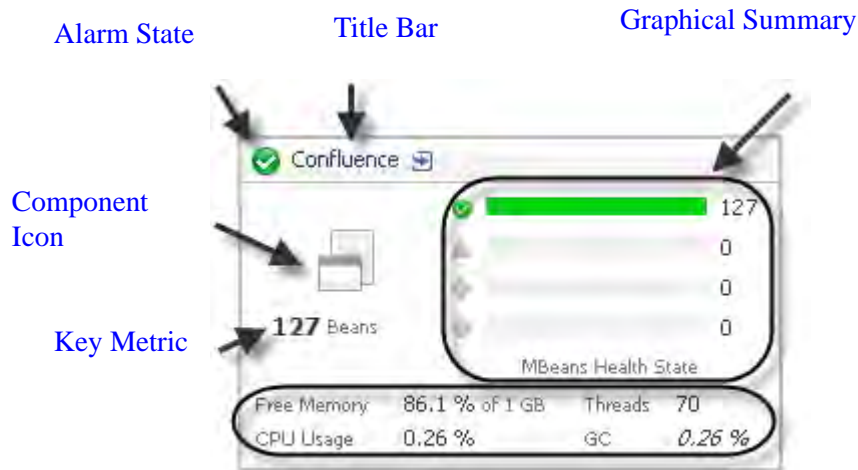 Alarm State
Title Bar
Graphical Summary
Confluence
Component
Icon
127
0
0
0
127 Beans
Key Metric
MBeans Health State
Free Memory 86.1 % of 1 GB Threads 70
CPU Usage 0.26 % GC 0.26 %